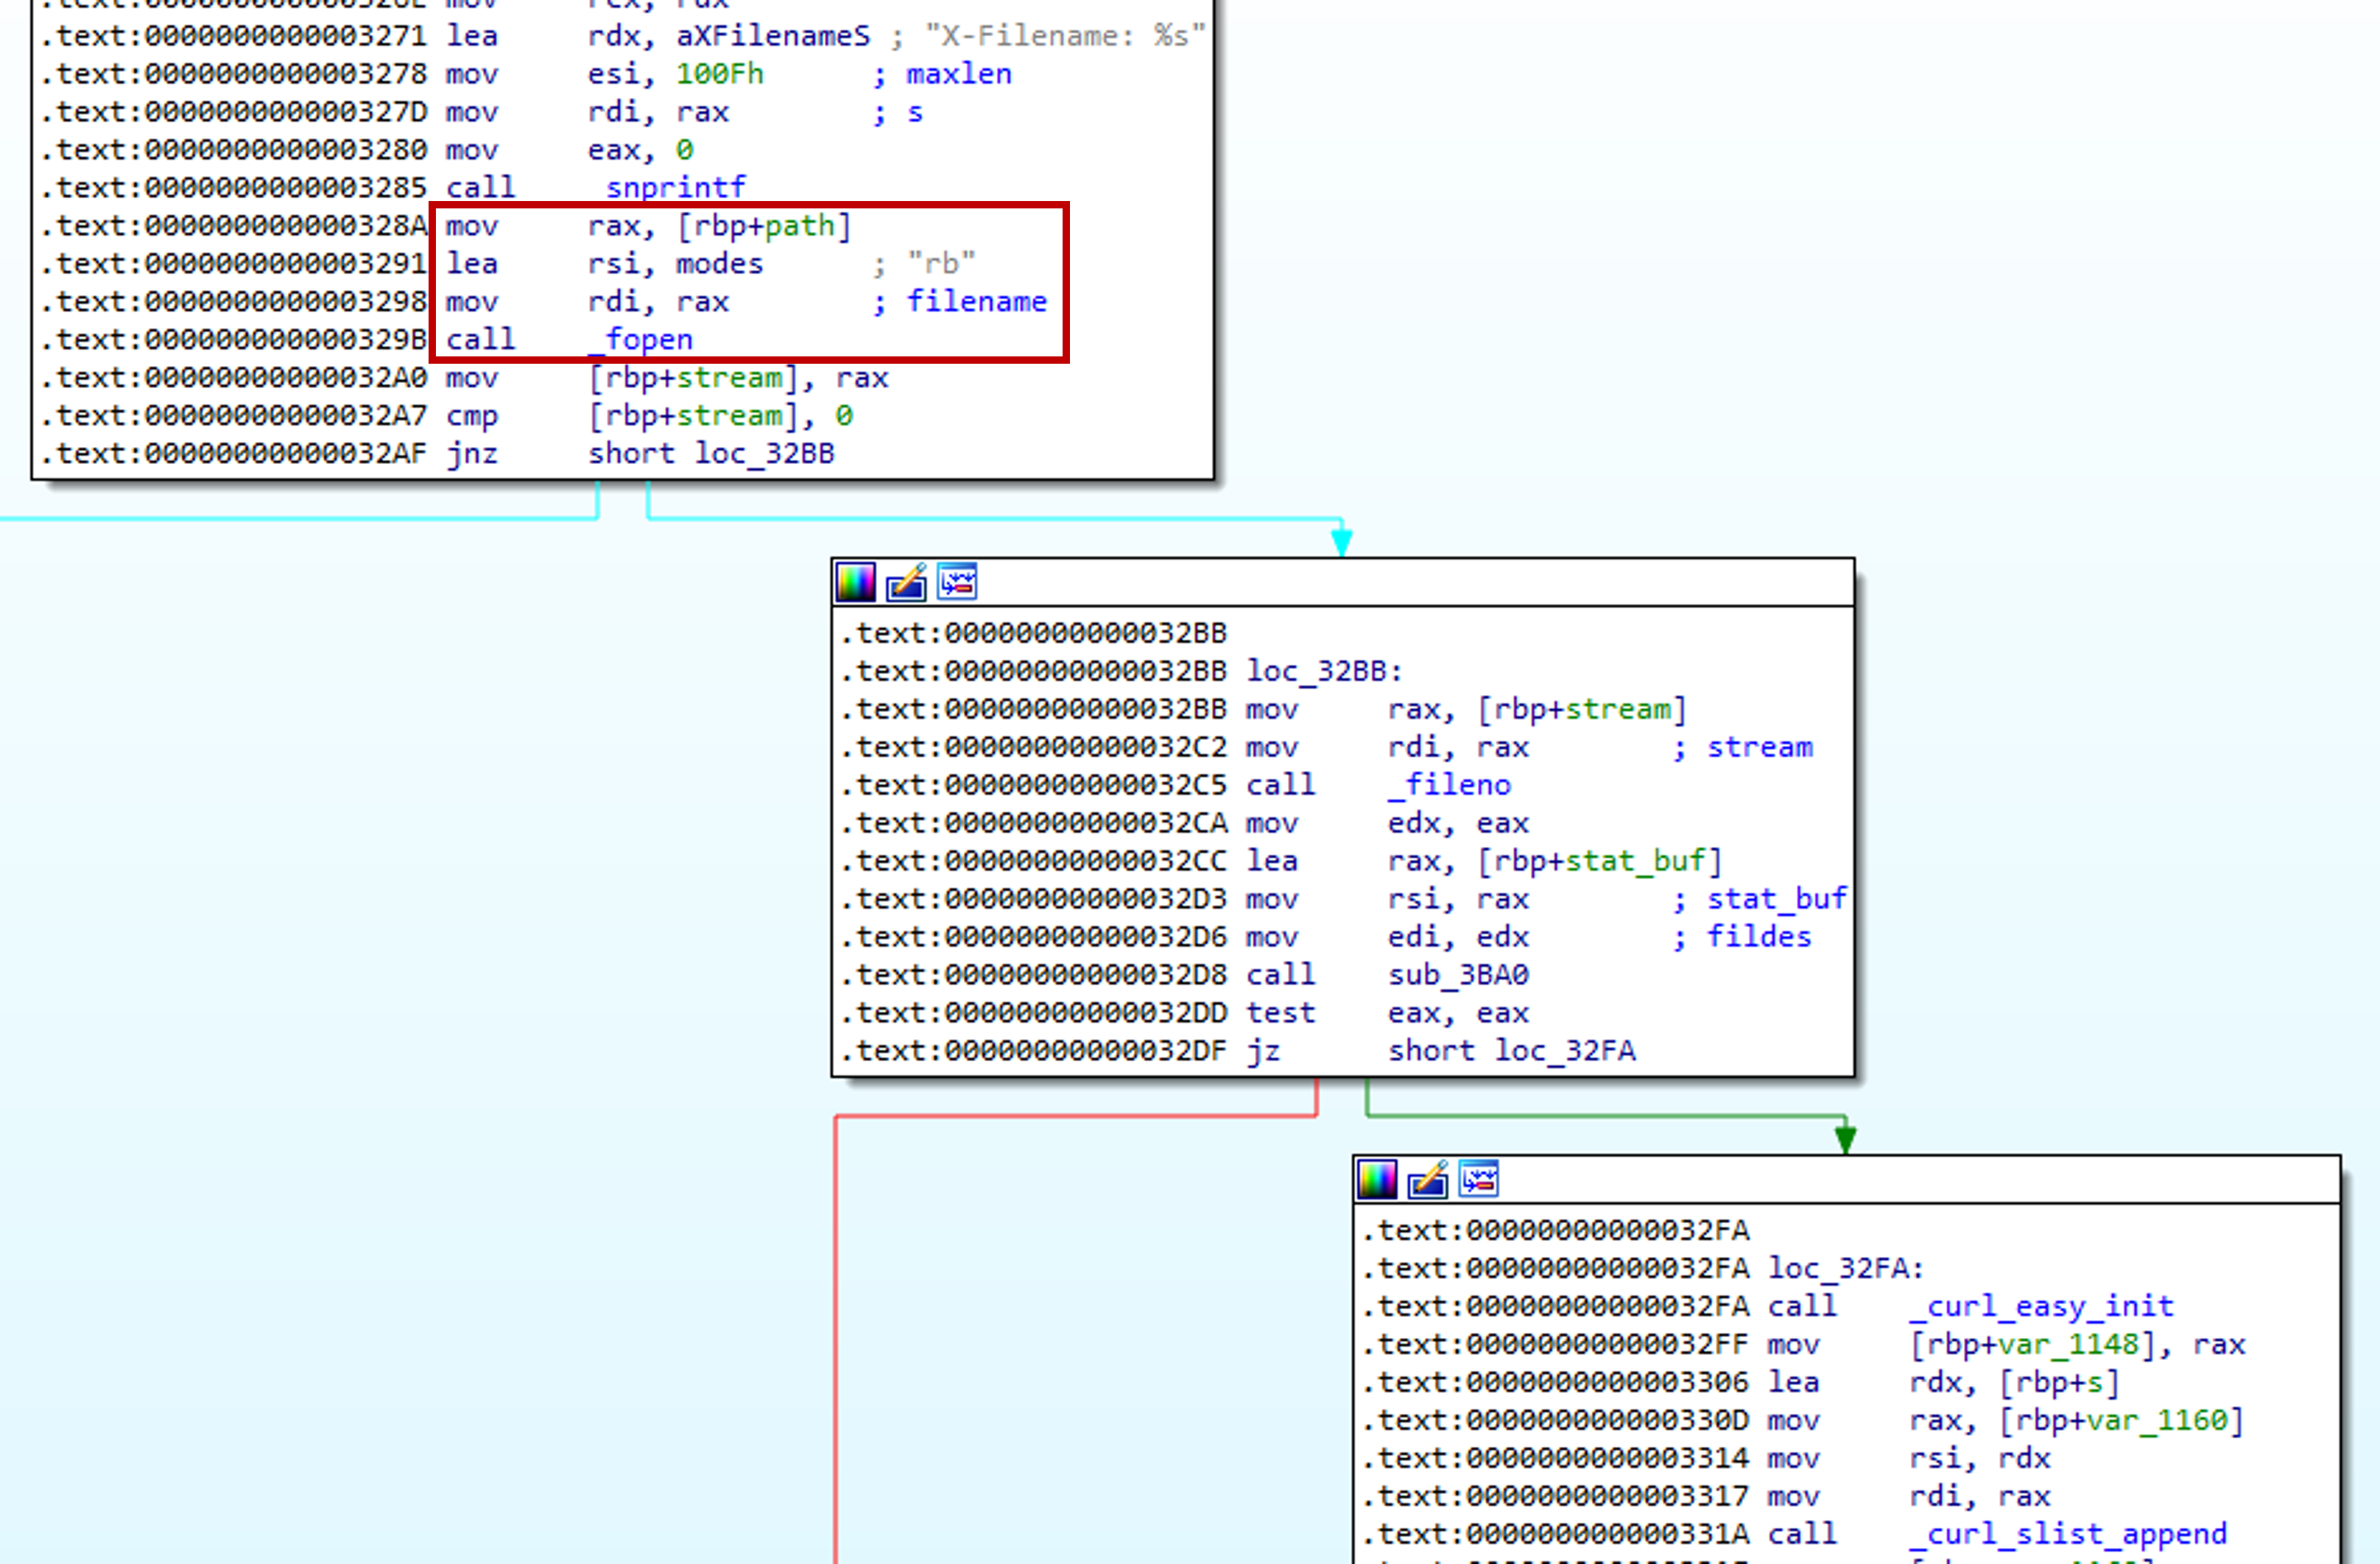 .text:0000000000003271 lea rdx, aXFilenameS ; "X-Filename: %s"
.text:0000000000003278 mov esi, 100Fh ; maxlen
.text:000000000000327D mov rdi, rax ; s
.text:0000000000003280 mov eax, 0
.text:0000000000003285 call _snprintf
.text:000000000000328A mov rax, [rbp+path]
.text:0000000000003291 lea rsi, modes ; "rb"
.text:0000000000003298 mov rdi, rax ; filename
.text:000000000000329B call _fopen
.text:00000000000032A0 mov [rbp+stream], rax
.text:00000000000032A7 cmp [rbp+stream], 0
.text:00000000000032AF jnz short loc_32BB
.text:00000000000032BB
.text:00000000000032BB loc_32BB:
.text:00000000000032BB mov rax, [rbp+stream]
.text:00000000000032C2 mov rdi, rax ; stream
.text:00000000000032C5 call _fileno
.text:00000000000032CA mov edx, eax
.text:00000000000032CC lea rax, [rbp+stat_buf]
.text:00000000000032D3 mov rsi, rax ; stat_buf
.text:00000000000032D6 mov edi, edx ; fildes
.text:00000000000032D8 call sub_3BA0
.text:00000000000032DD test eax, eax
.text:00000000000032DF jz short loc_32FA
.text:00000000000032FA
.text:00000000000032FA loc_32FA:
.text:00000000000032FA call _curl_easy_init
.text:00000000000032FF mov [rbp+var_1148], rax
.text:0000000000003306 lea rdx, [rbp+s]
.text:000000000000330D mov rax, [rbp+var_1160]
.text:0000000000003314 mov rsi, rdx
.text:0000000000003317 mov rdi, rax
.text:000000000000331A call _curl_slist_append